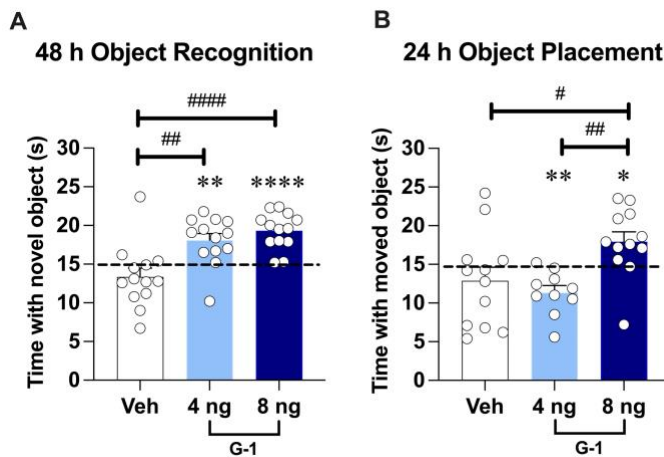 A
48 h Object Recognition
####
##
** ****
Time with novel object (s)
30
25
20
15
10
5
0
Veh 4 ng 8 ng
G-1
B
24 h Object Placement
#
##
** *
Time with moved object (s)
30
25
20
15
10
5
0
Veh 4 ng 8 ng
G-1